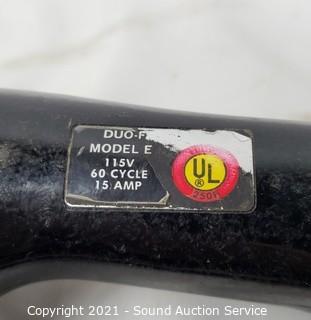 DUO-F
MODEL E
115V
60 CYCLE
15 AMP
UL
®
Copyright 2021 - Sound Auction Service